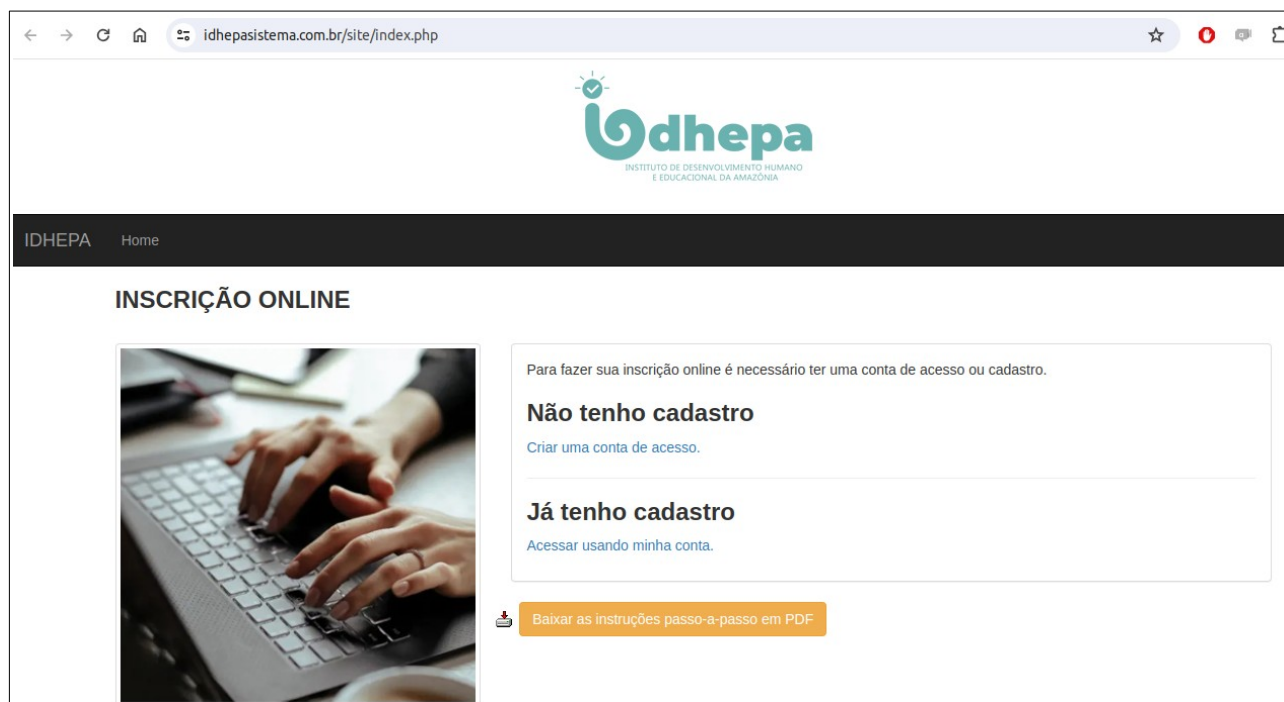 idhepasistema.com.br/site/index.php
idhepa
INSTITUTO DE DESENVOLVIMENTO HUMANO
E EDUCACIONAL DA AMAZÔNIA
IDHEPA Home
INSCRIÇÃO ONLINE
Para fazer sua inscrição online é necessário ter uma conta de acesso ou cadastro.
Não tenho cadastro
Criar uma conta de acesso.
Já tenho cadastro
Acessar usando minha conta.
Baixar as instruções passo-a-passo em PDF